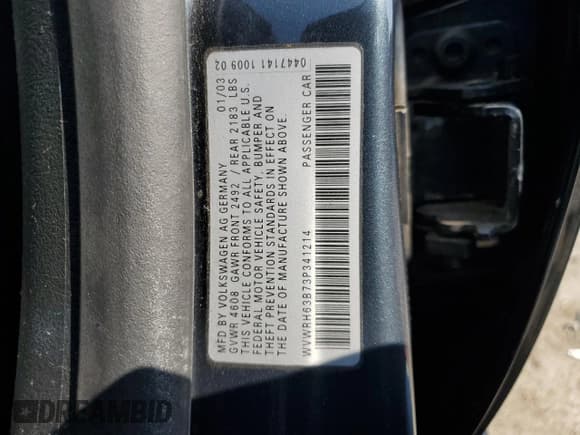 MFD BY VOLKSWAGEN AG GERMANY 01/03
GVWR 4608 GAWR FRONT 2492 / REAR 2183 LBS
THIS VEHICLE CONFORMS TO ALL APPLICABLE U.S.
FEDERAL MOTOR VEHICLE SAFETY, BUMPER AND
THEFT PREVENTION STANDARDS IN EFFECT ON
DATE OF MANUFACTURE SHOWN ABOVE.
WVWRH63B73P341214 PASSENGER CAR
0447141 1009 02
DREAMBID